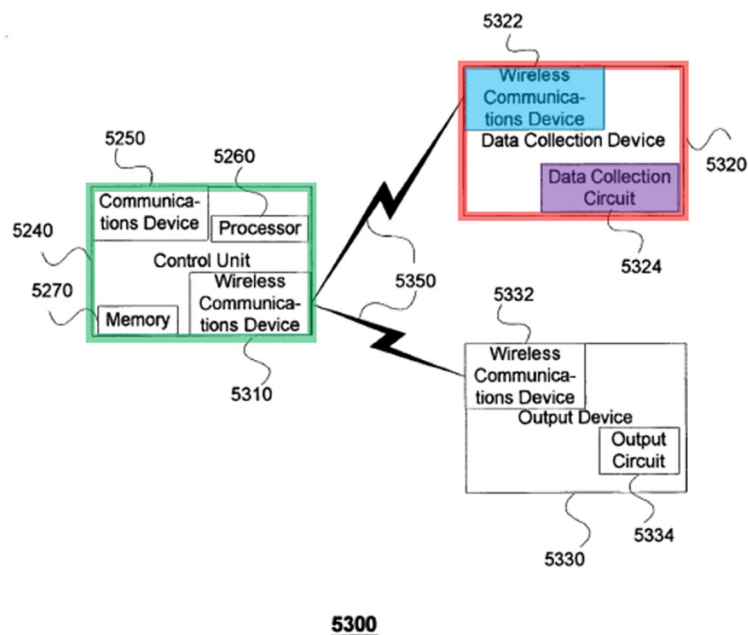 5322
Wireless
Communica-
tions Device
Data Collection Device
5320
Data Collection
Circuit
5324
5250
5260
Communica-
tions Device
Processor
5240
Control Unit
5270
Memory
Wireless
Communica-
tions Device
5310
5350
5332
Wireless
Communica-
tions Device
Output Device
Output
Circuit
5334
5330
5300